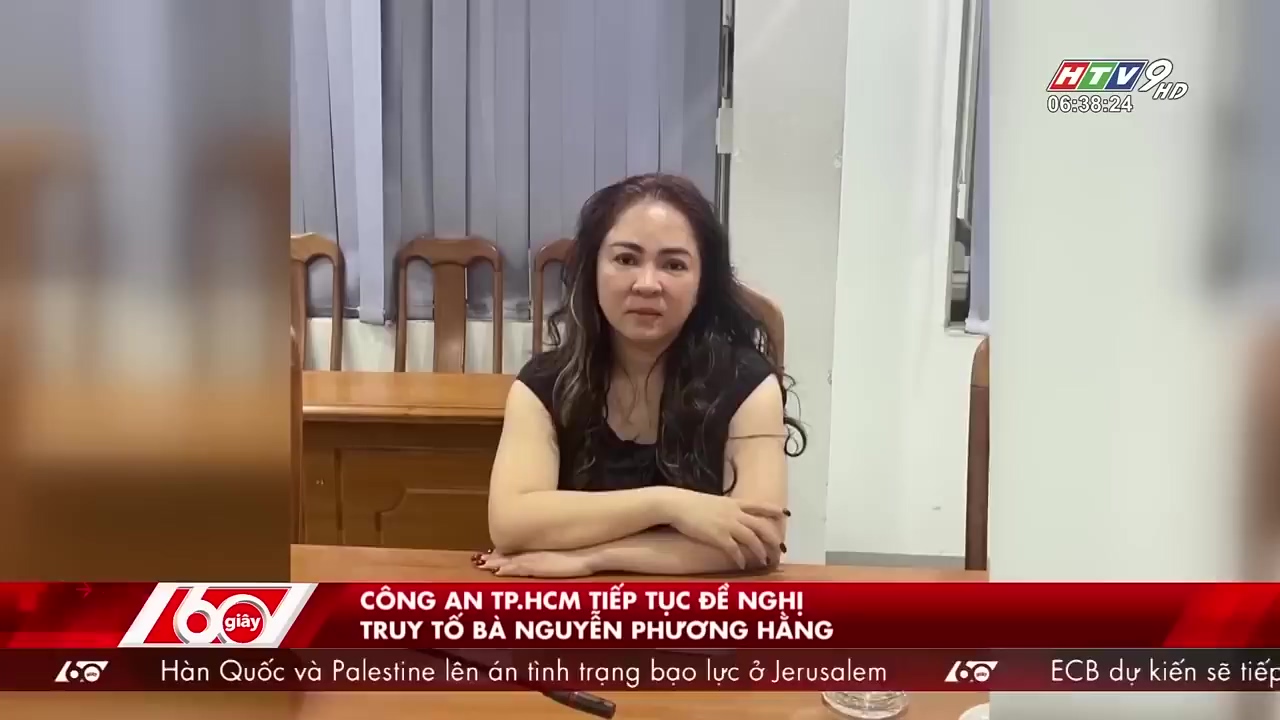 HTV9 HD
06:38:24
60 giây
CÔNG AN TP.HCM TIẾP TỤC ĐỀ NGHỊ
TRUY TỐ BÀ NGUYỄN PHƯƠNG HẰNG
60 giây Hàn Quốc và Palestine lên án tình trạng bạo lực ở Jerusalem 60 giây ECB dự kiến sẽ tiếp